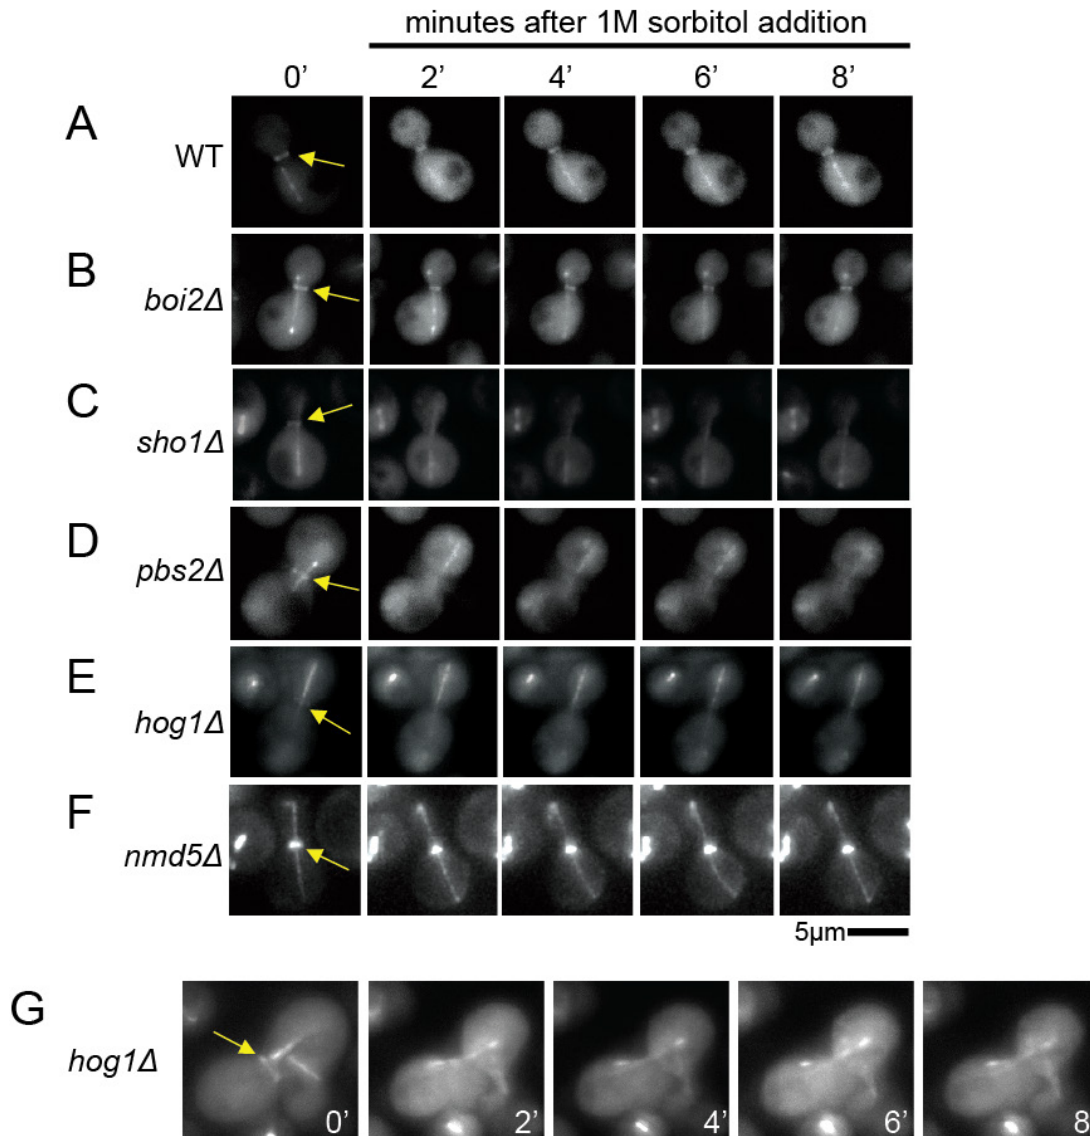 minutes after 1M sorbitol addition
0' 2' 4' 6' 8'
A WT
B boi2Δ
C sho1Δ
D pbs2Δ
E hog1Δ
F nmd5Δ
5μm
G hog1Δ
0' 2' 4' 6' 8